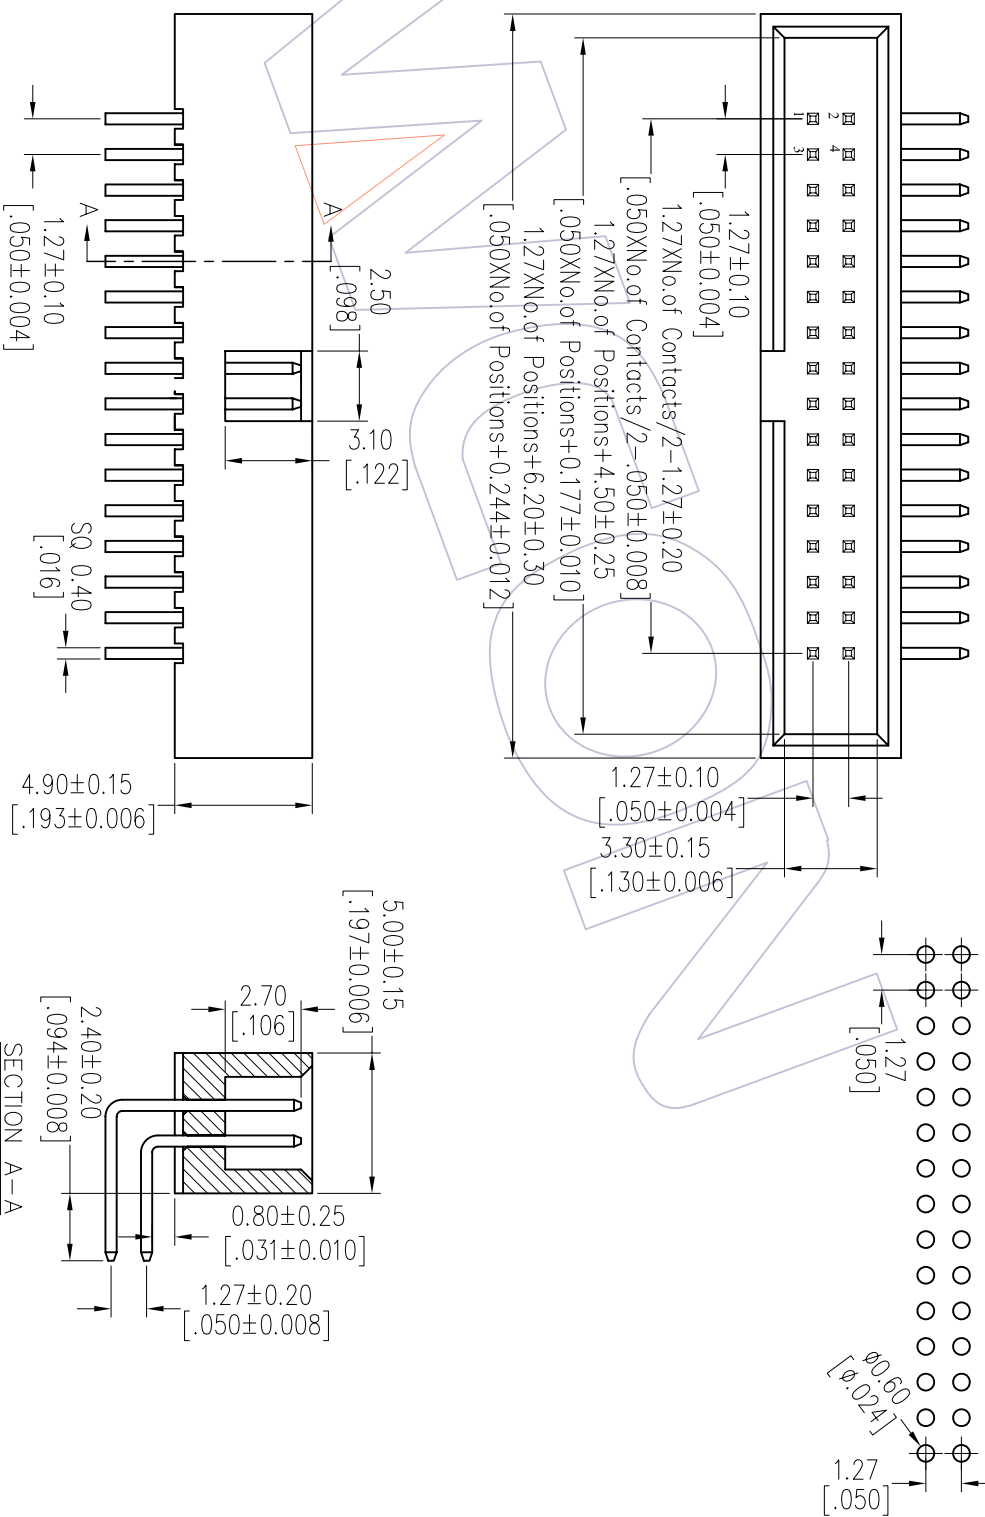 1
2
3
4
1.27±0.10
[.050±0.004]
1.27XNo.of Contacts/2-1.27±0.20
[.050XNo.of Contacts/2-.050±0.008]
1.27XNo.of Positions+4.50±0.25
[.050XNo.of Positions+0.177±0.010]
1.27XNo.of Positions+6.20±0.30
[.050XNo.of Positions+0.244±0.012]
1.27±0.10
[.050±0.004]
3.30±0.15
[.130±0.006]
A
A
2.50
[.098]
3.10
[.122]
1.27±0.10
[.050±0.004]
SQ 0.40
[.016]
4.90±0.15
[.193±0.006]
5.00±0.15
[.197±0.006]
2.70
[.106]
2.40±0.20
[.094±0.008]
0.80±0.25
[.031±0.010]
1.27±0.20
[.050±0.008]
SECTION A-A
1.27
[.050]
ø0.60
[ø.024]
1.27
[.050]